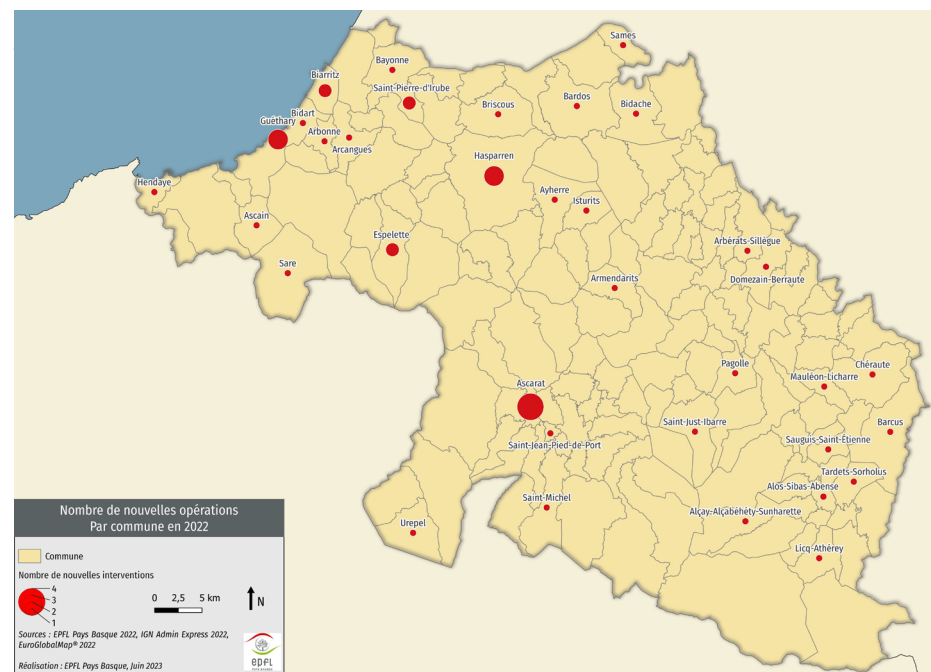 Sames
Bayonne
Biarritz
Saint-Pierre-d'Irube
Bardos
Bidache
Briscous
Bidart
Guéthary
Arbonne
Arcangues
Hasparren
Hendaye
Ayherre
Isturits
Ascain
Espelette
Arbérats-Sillègue
Sare
Domezain-Berraute
Armendarits
Pagolle
Chéraute
Mauléon-Licharre
Ascarat
Saint-Just-Ibarre
Barcus
Saint-Jean-Pied-de-Port
Sauguis-Saint-Étienne
Tardets-Sorholus
Alos-Sibas-Abense
Saint-Michel
Alçay-Alçabéhéty-Sunharette
Urepel
Licq-Athérey
Nombre de nouvelles opérations
Par commune en 2022
Commune
Nombre de nouvelles interventions
4
3
2
1
0 2,5 5 km
N
Sources : EPFL Pays Basque 2022, IGN Admin Express 2022,
EuroGlobalMap® 2022
Réalisation : EPFL Pays Basque, Juin 2023
epfl